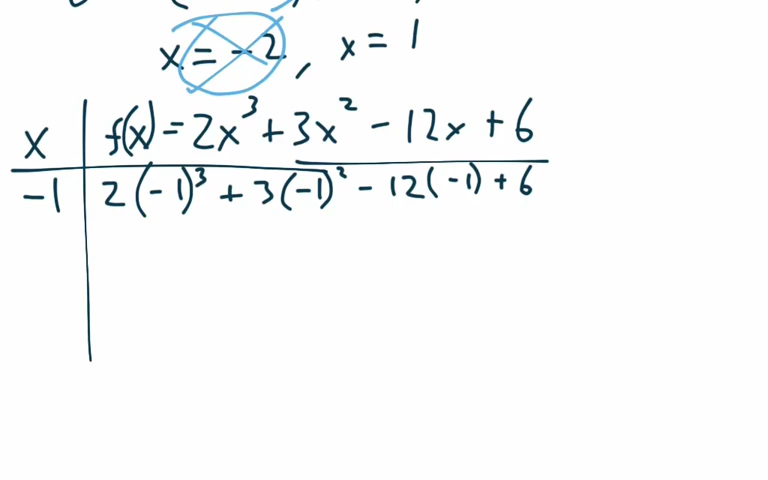 x = -2, x = 1
x | f(x) = 2x³ + 3x² - 12x + 6
-1 | 2(-1)³ + 3(-1)² - 12(-1) + 6